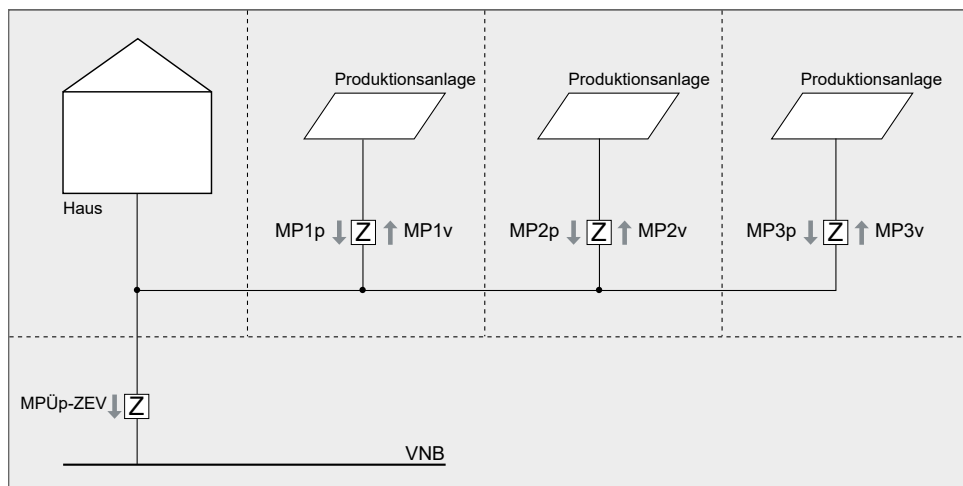 Produktionsanlage
Produktionsanlage
Produktionsanlage
Haus
MP1p Z MP1v
MP2p Z MP2v
MP3p Z MP3v
MPÜp-ZEV Z
VNB